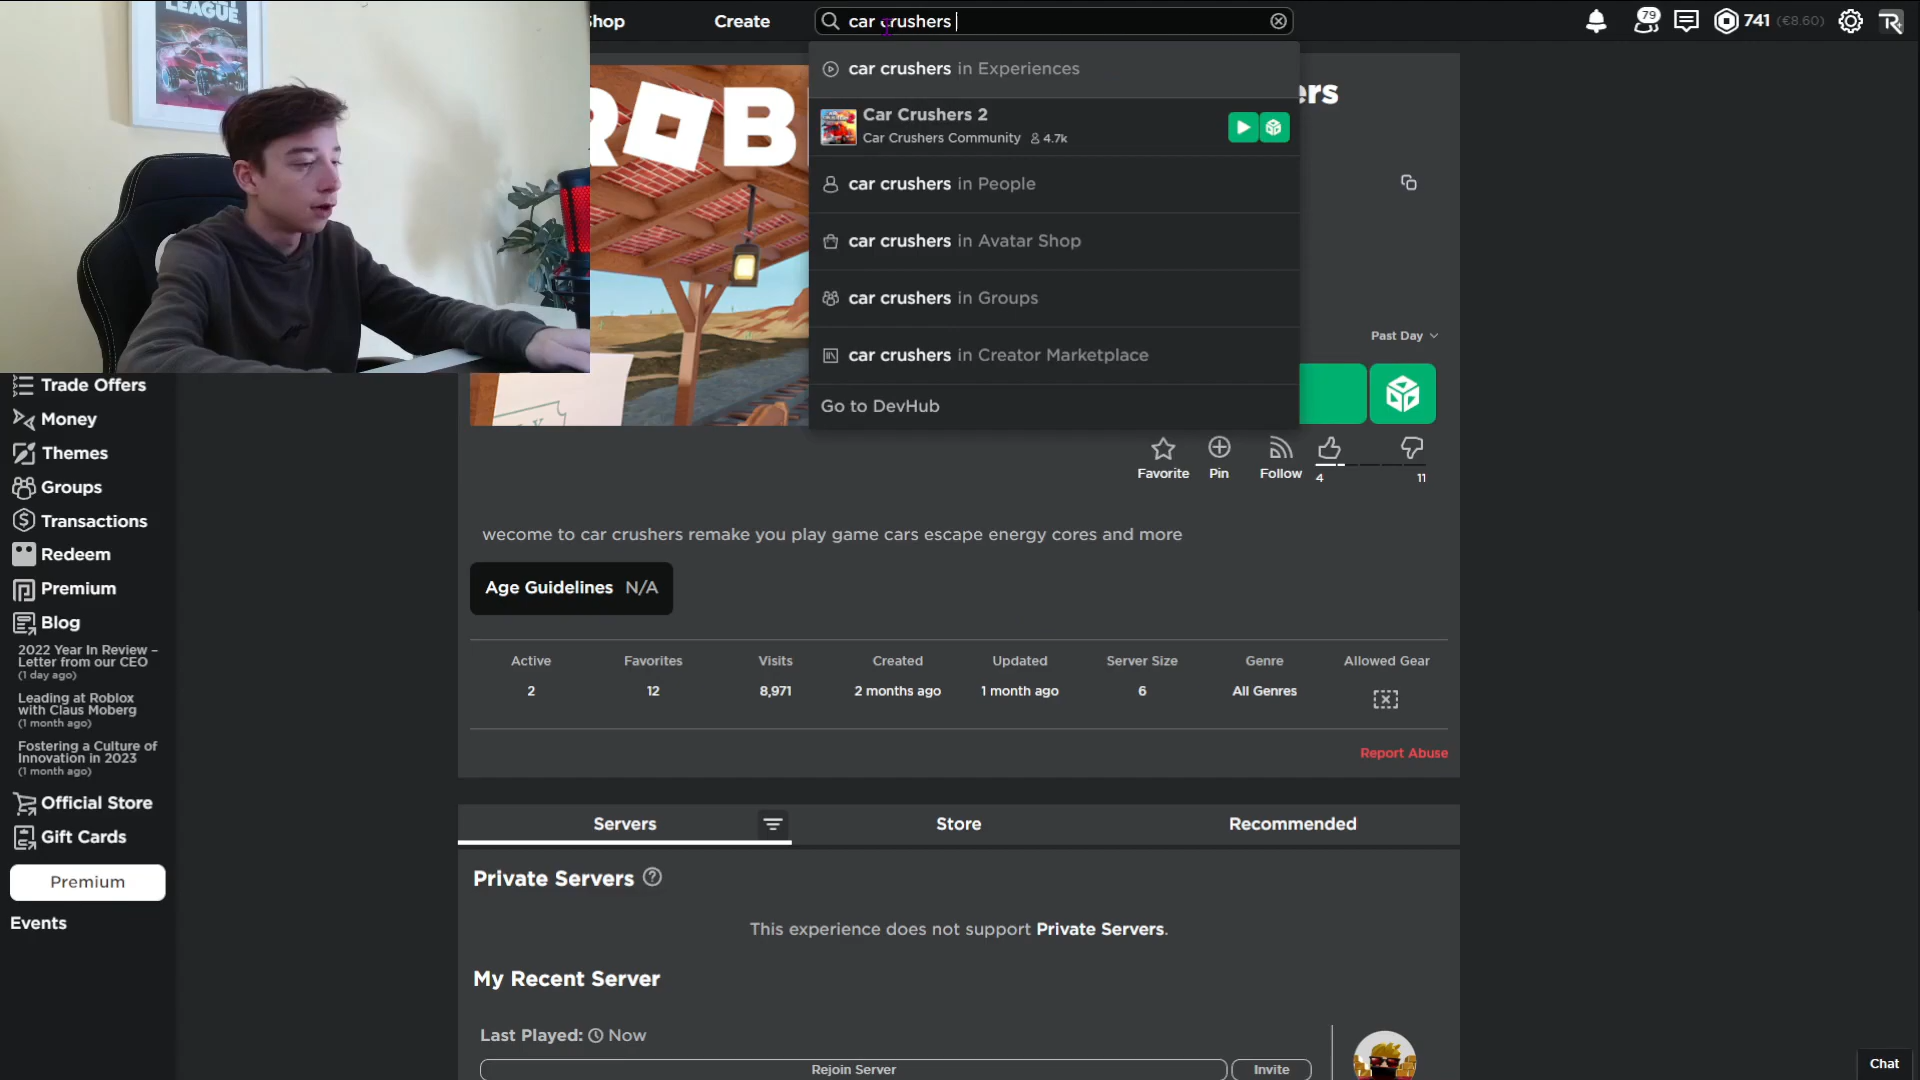 LEAGUE
Shop
Create
car crushers
79
741 (€8.60)
car crushers in Experiences
Car Crushers 2
Car Crushers Community 4.7k
car crushers in People
car crushers in Avatar Shop
car crushers in Groups
car crushers in Creator Marketplace
Go to DevHub
ROB
Past Day
Favorite
Pin
Follow
4
11
wecome to car crushers remake you play game cars escape energy cores and more
Age Guidelines N/A
Active
Favorites
Visits
Created
Updated
Server Size
Genre
Allowed Gear
2
12
8,971
2 months ago
1 month ago
6
All Genres
Report Abuse
Servers
Store
Recommended
Private Servers
This experience does not support Private Servers.
My Recent Server
Last Played: Now
Rejoin Server
Invite
Trade Offers
Money
Themes
Groups
Transactions
Redeem
Premium
Blog
2022 Year In Review –
Letter from our CEO
(1 day ago)
Leading at Roblox
with Claus Moberg
(1 month ago)
Fostering a Culture of
Innovation in 2023
(1 month ago)
Official Store
Gift Cards
Premium
Events
Chat